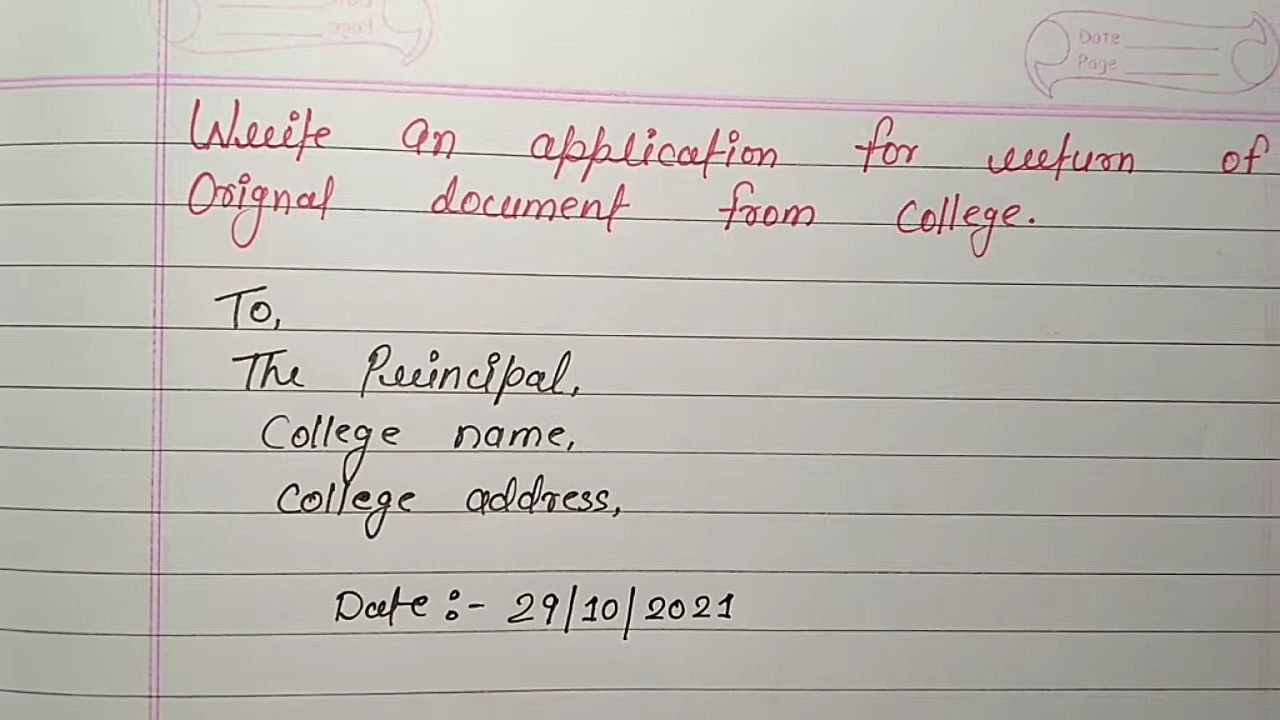 Date
Page
Write an application for return of
Orignal document from college.
To,
The Principal,
College name,
College address,
Date :- 29/10/2021